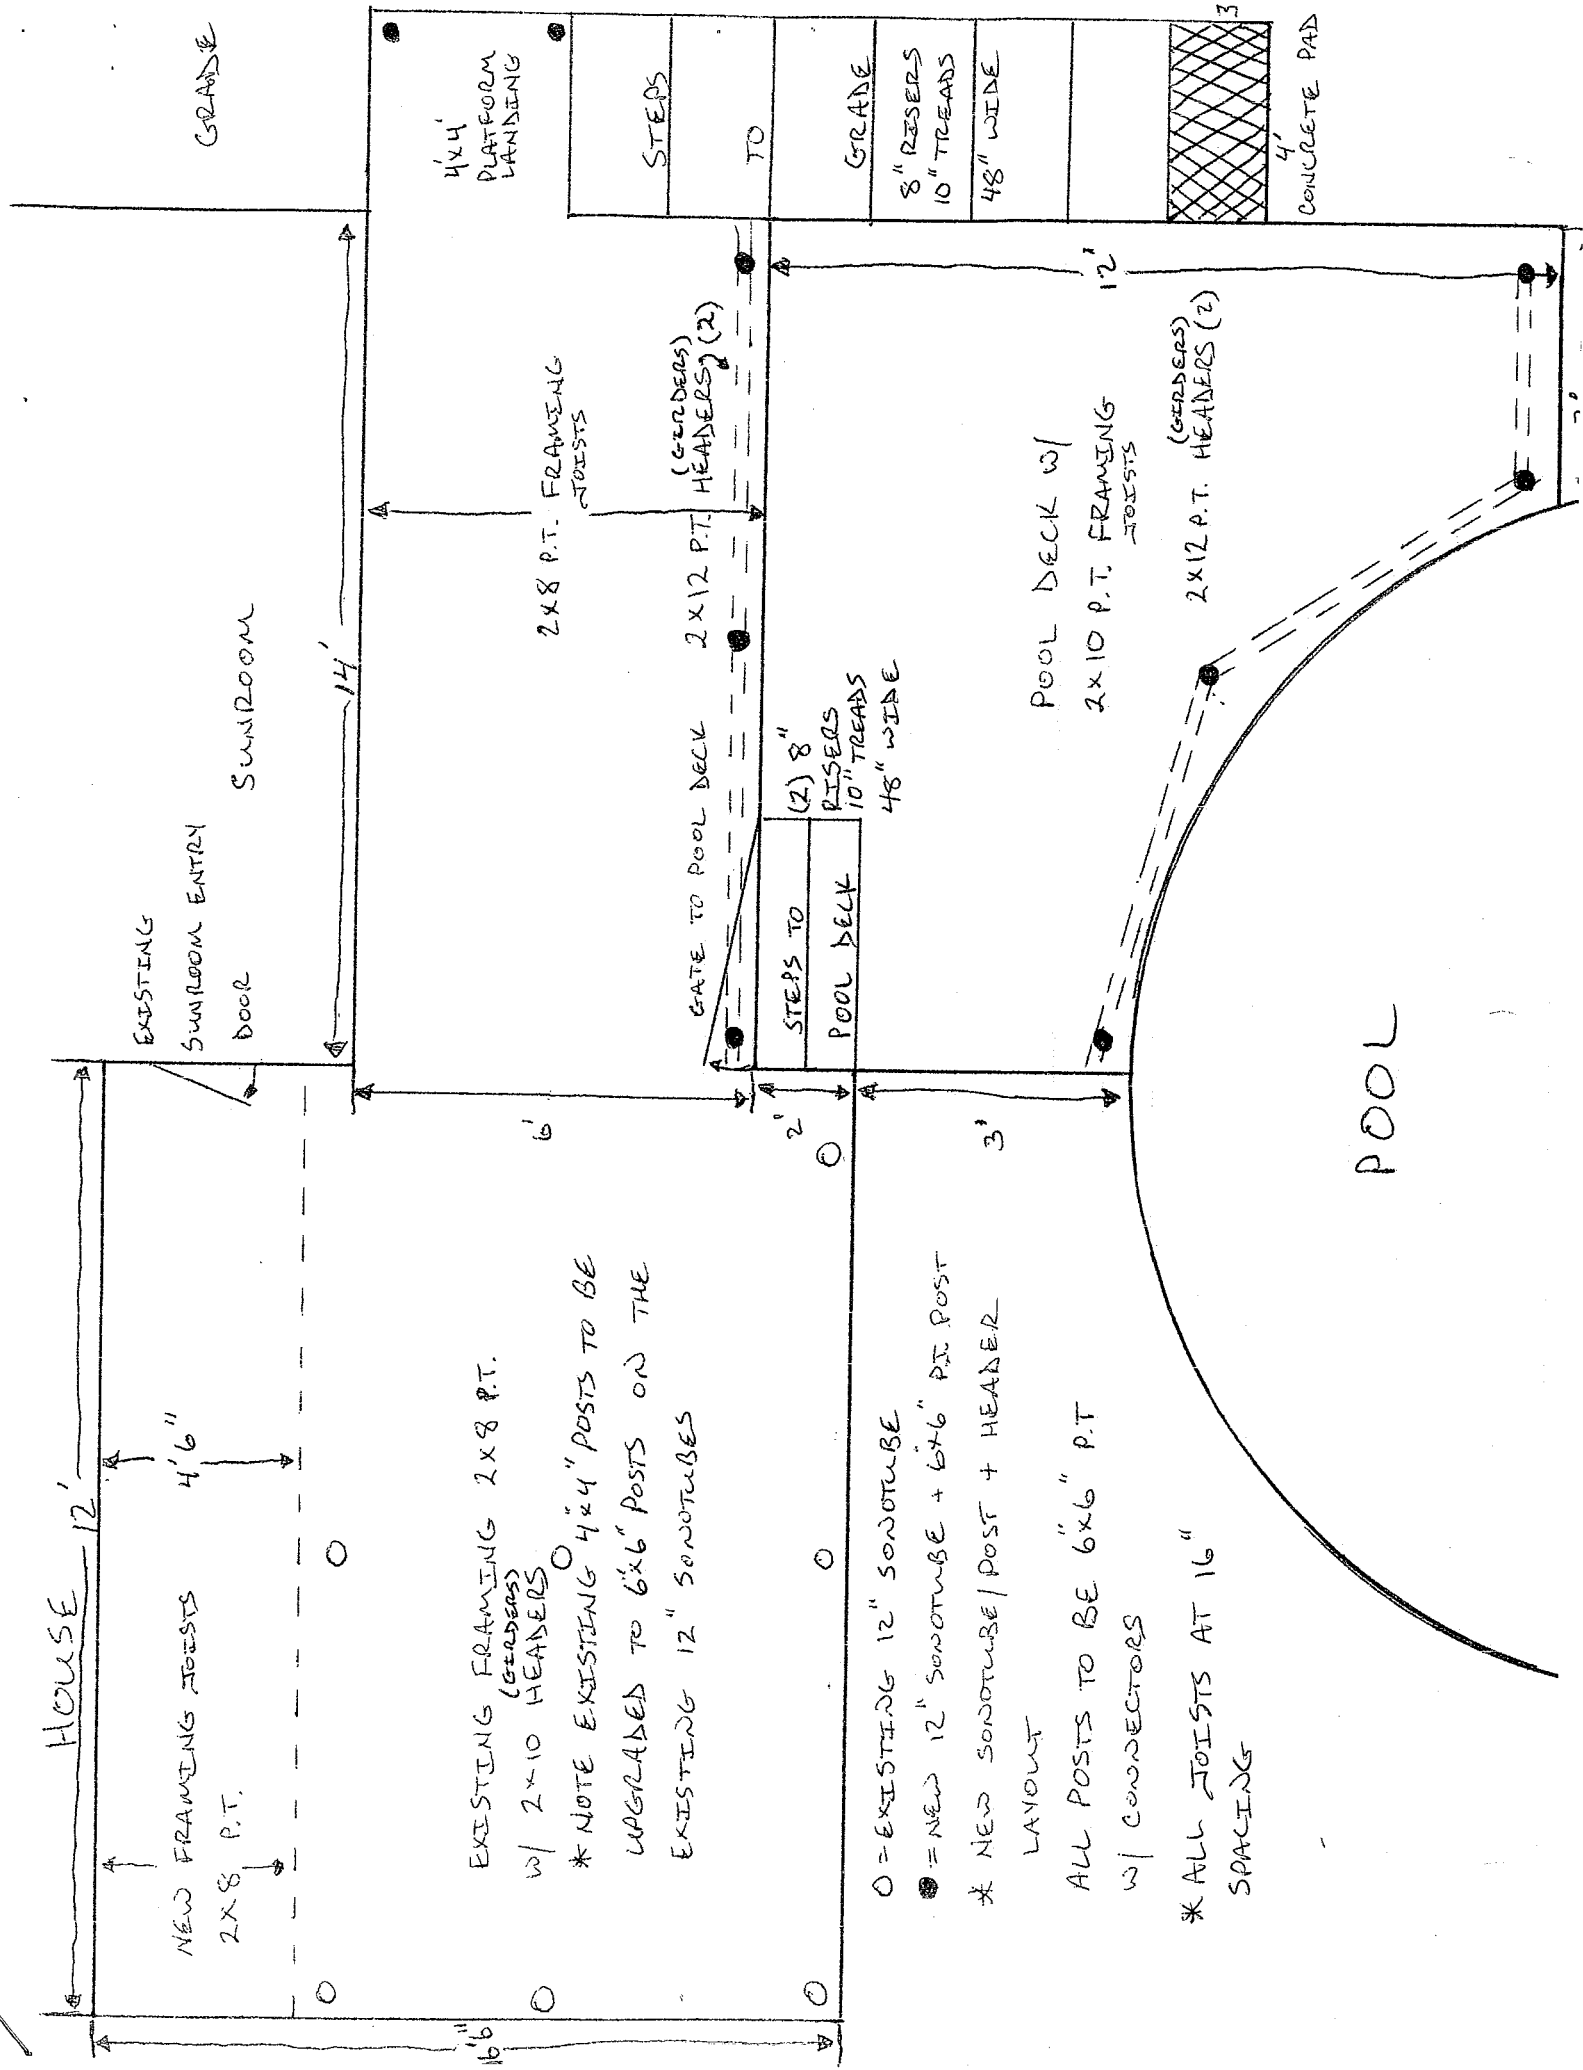 HOUSE
12'
NEW FRAMING JOISTS
2X8 P.T.
4'6"
16'6"
EXISTING FRAMING 2X8 P.T.
(GIRDERS)
W/ 2X10 HEADERS
* NOTE EXISTING 4"x4" POSTS TO BE
UPGRADED TO 6"x6" POSTS ON THE
EXISTING 12" SONOTUBES
O = EXISTING 12" SONOTUBE
● = NEW 12" SONOTUBE + 6"x6" P.T. POST
* NEW SONOTUBE/POST + HEADER
LAYOUT
ALL POSTS TO BE 6"x6" P.T
W/ CONNECTORS
* ALL JOISTS AT 16"
SPACING
EXISTING
SUNROOM ENTRY
DOOR
SUNROOM
14'
6'
2'
3'
GATE TO POOL DECK
2X8 P.T. FRAMING
JOISTS
(GIRDERS)
2X12 P.T. HEADERS (2)
STEPS TO
POOL DECK
(2) 8"
RISERS
10" TREADS
48" WIDE
POOL DECK W/
2X10 P.T. FRAMING
JOISTS
(GIRDERS)
2X12 P.T. HEADERS (2)
12'
POOL
GRADE
4'x4'
PLATFORM
LANDING
STEPS
TO
GRADE
8" RISERS
10" TREADS
48" WIDE
3
4'
CONCRETE PAD